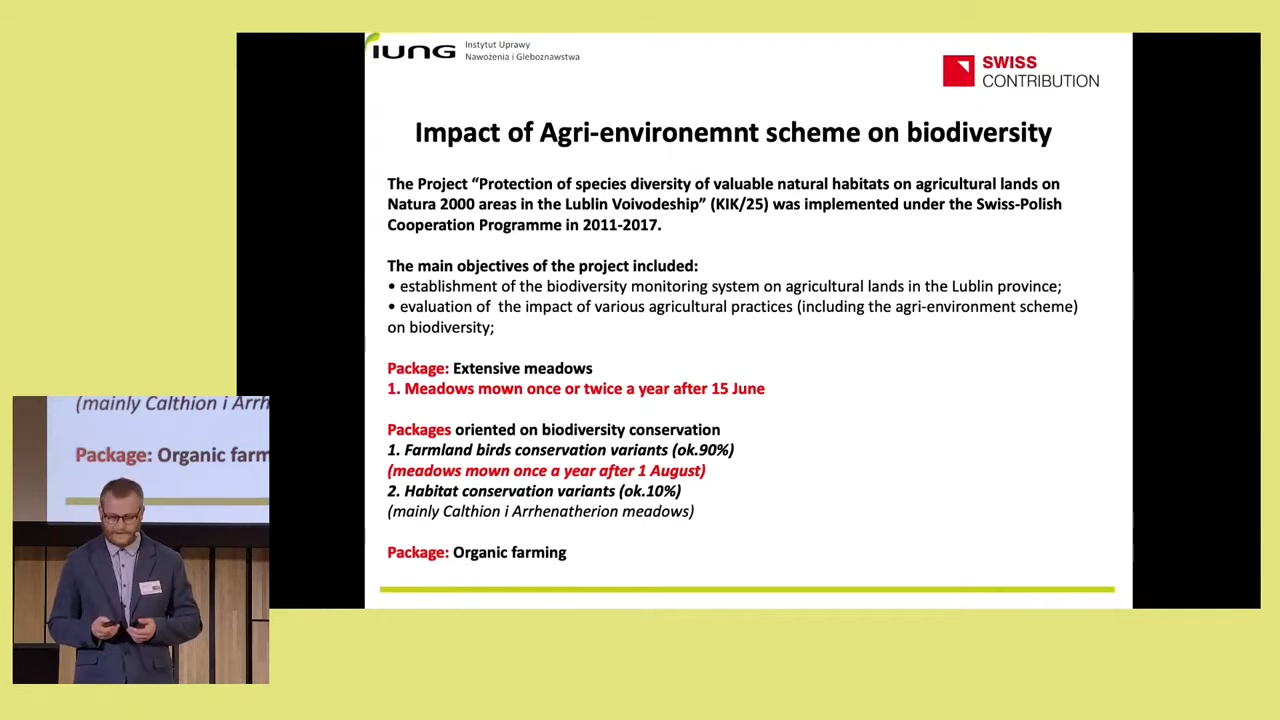 IUNG
Instytut Uprawy
Nawożenia i Gleboznawstwa
SWISS
CONTRIBUTION
Impact of Agri-environemnt scheme on biodiversity
The Project “Protection of species diversity of valuable natural habitats on agricultural lands on
Natura 2000 areas in the Lublin Voivodeship” (KIK/25) was implemented under the Swiss-Polish
Cooperation Programme in 2011-2017.
The main objectives of the project included:
• establishment of the biodiversity monitoring system on agricultural lands in the Lublin province;
• evaluation of the impact of various agricultural practices (including the agri-environment scheme)
on biodiversity;
Package: Extensive meadows
1. Meadows mown once or twice a year after 15 June
Packages oriented on biodiversity conservation
1. Farmland birds conservation variants (ok.90%)
(meadows mown once a year after 1 August)
2. Habitat conservation variants (ok.10%)
(mainly Calthion i Arrhenatherion meadows)
Package: Organic farming
(mainly Calthion i Arrh
Package: Organic farm